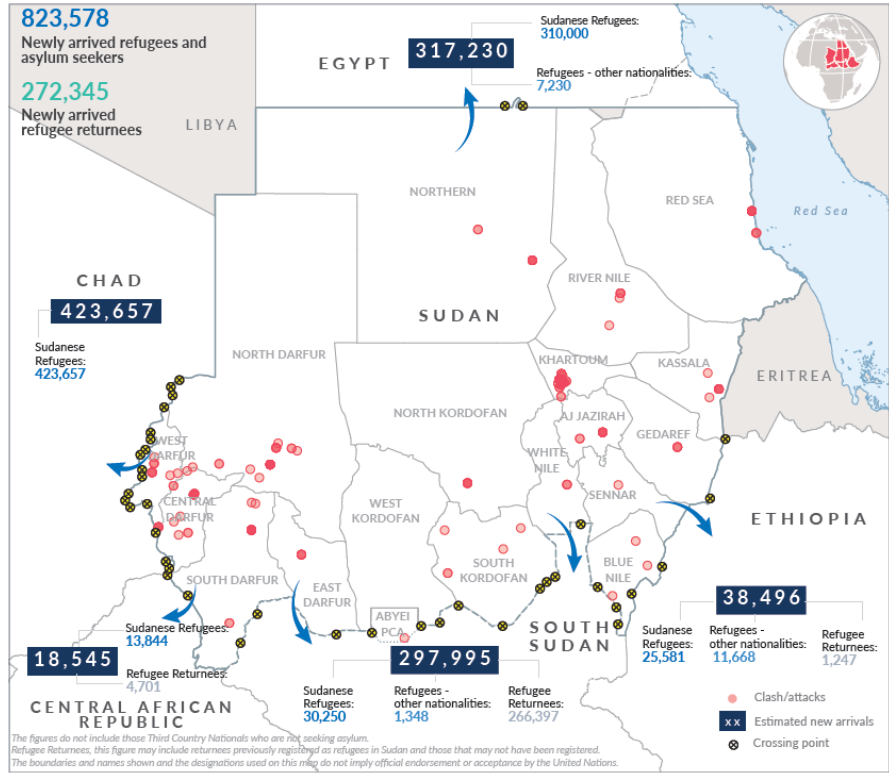 823,578
Newly arrived refugees and
asylum seekers
272,345
Newly arrived
refugee returnees
LIBYA
EGYPT
317,230
Sudanese Refugees:
310,000
Refugees - other nationalities:
7,230
NORTHERN
RED SEA
Red Sea
CHAD
423,657
Sudanese
Refugees:
423,657
SUDAN
RIVER NILE
NORTH DARFUR
KHARTOUM
KASSALA
ERITREA
NORTH KORDOFAN
AJ JAZIRAH
GEDAREF
WEST
DARFUR
WHITE
NILE
SENNAR
CENTRAL
DARFUR
WEST
KORDOFAN
ETHIOPIA
SOUTH DARFUR
EAST
DARFUR
SOUTH
KORDOFAN
BLUE
NILE
ABYEI
PCA
SOUTH
SUDAN
38,496
Sudanese
Refugees:
25,581
Refugees -
other nationalities:
11,668
Refugee
Returnees:
1,247
Sudanese Refugees:
13,844
18,545
Refugee Returnees:
4,701
CENTRAL AFRICAN
REPUBLIC
297,995
Sudanese
Refugees:
30,250
Refugees -
other nationalities:
1,348
Refugee
Returnees:
266,397
Clash/attacks
xx Estimated new arrivals
Crossing point
The figures do not include those Third Country Nationals who are not seeking asylum.
Refugee Returnees, this figure may include returnees previously registered as refugees in Sudan and those that may not have been registered.
The boundaries and names shown and the designations used on this map do not imply official endorsement or acceptance by the United Nations.